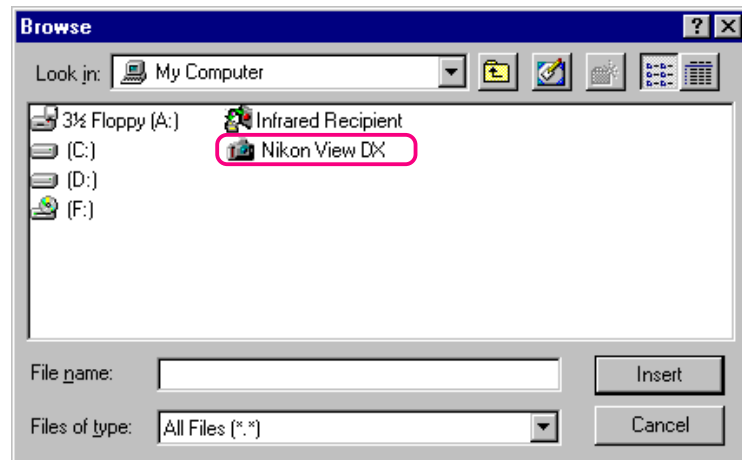 Browse
Look in: My Computer
3½ Floppy (A:) Infrared Recipient
(C:) Nikon View DX
(D:)
(F:)
File name: Insert
Files of type: All Files (*.*) Cancel